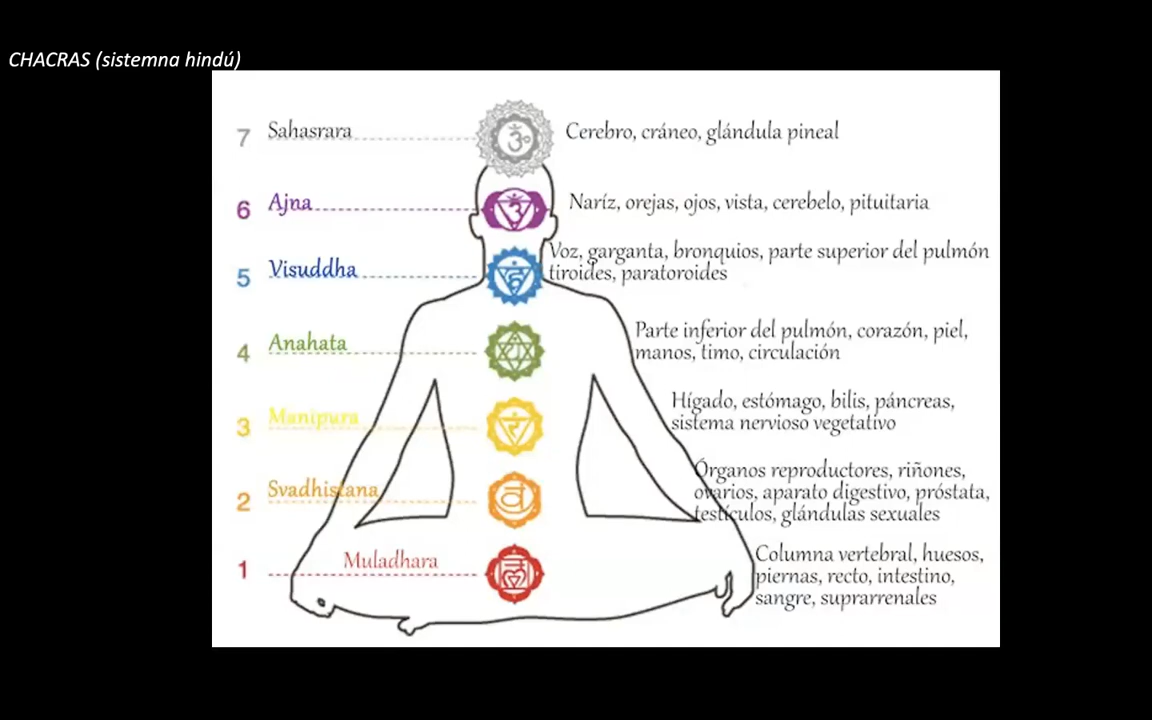 CHACRAS (sistemna hindú)
7 Sahasrara Cerebro, cráneo, glándula pineal
6 Ajna Naríz, orejas, ojos, vista, cerebelo, pituitaria
5 Visuddha Voz, garganta, bronquios, parte superior del pulmón
tiroides, paratoroides
4 Anahata Parte inferior del pulmón, corazón, piel,
manos, timo, circulación
3 Manipura Hígado, estómago, bilis, páncreas,
sistema nervioso vegetativo
2 Svadhistana Órganos reproductores, riñones,
ovarios, aparato digestivo, próstata,
testículos, glándulas sexuales
1 Muladhara Columna vertebral, huesos,
piernas, recto, intestino,
sangre, suprarrenales